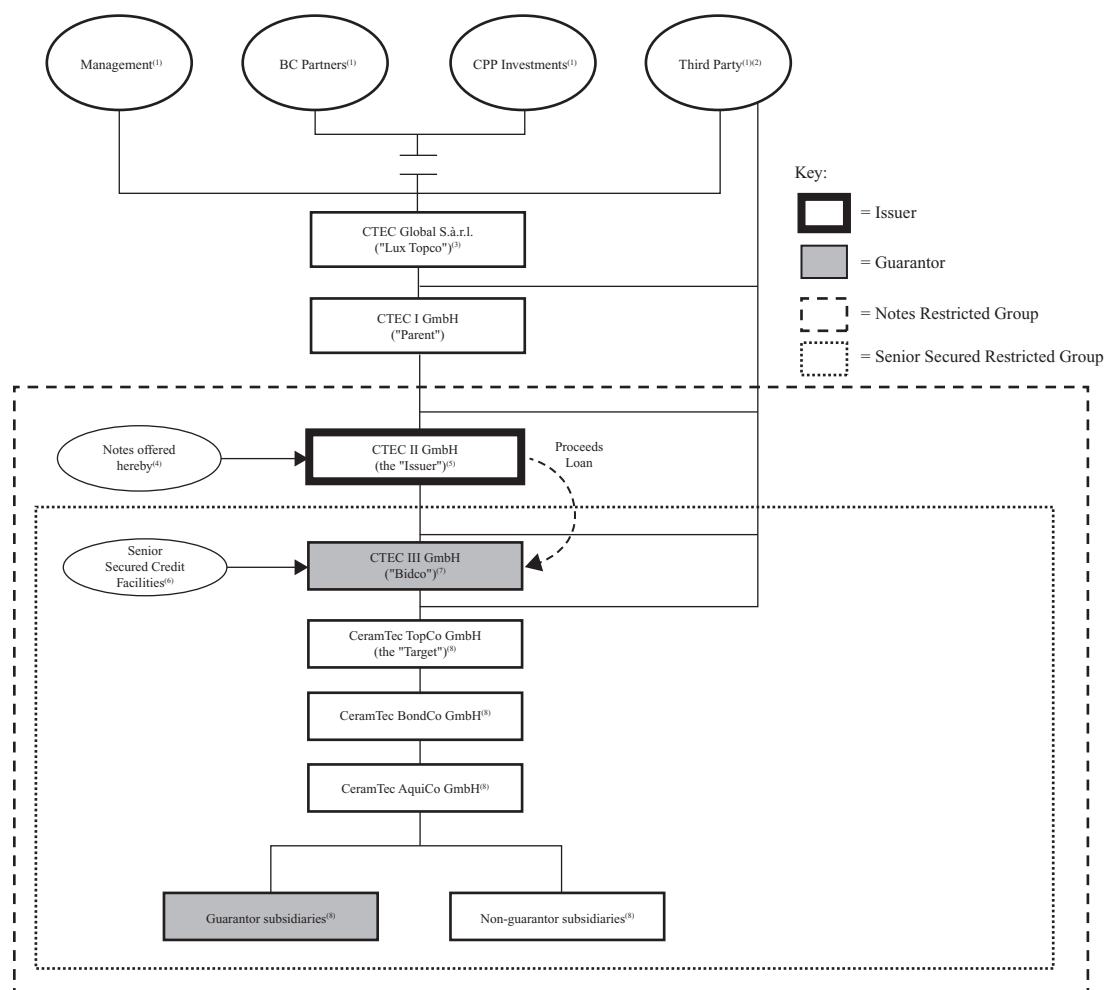 Management(1)
BC Partners(1)
CPP Investments(1)
Third Party(1)(2)
Key:
= Issuer
= Guarantor
= Notes Restricted Group
= Senior Secured Restricted Group
CTEC Global S.à.r.l.
("Lux Topco")(3)
CTEC I GmbH
("Parent")
Notes offered
hereby(4)
CTEC II GmbH
(the "Issuer")(5)
Proceeds
Loan
Senior
Secured Credit
Facilities(6)
CTEC III GmbH
("Bidco")(7)
CeramTec TopCo GmbH
(the "Target")(8)
CeramTec BondCo GmbH(8)
CeramTec AquiCo GmbH(8)
Guarantor subsidiaries(8)
Non-guarantor subsidiaries(8)